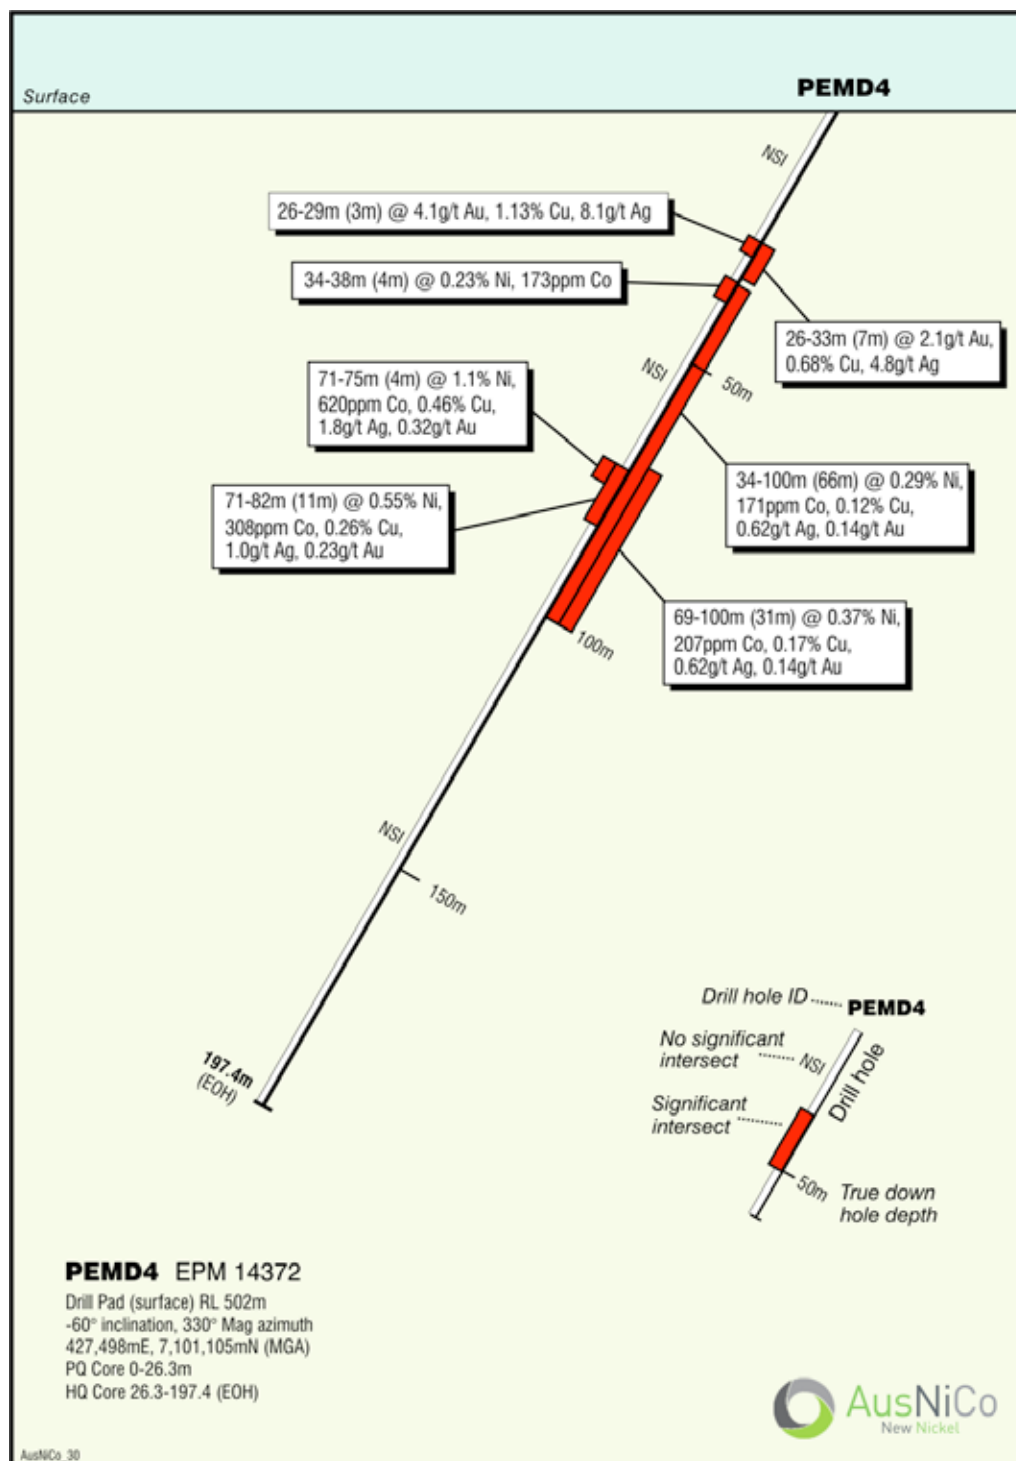 Surface
PEMD4
NSI
26-29m (3m) @ 4.1g/t Au, 1.13% Cu, 8.1g/t Ag
34-38m (4m) @ 0.23% Ni, 173ppm Co
26-33m (7m) @ 2.1g/t Au,
0.68% Cu, 4.8g/t Ag
NSI
50m
71-75m (4m) @ 1.1% Ni,
620ppm Co, 0.46% Cu,
1.8g/t Ag, 0.32g/t Au
34-100m (66m) @ 0.29% Ni,
171ppm Co, 0.12% Cu,
0.62g/t Ag, 0.14g/t Au
71-82m (11m) @ 0.55% Ni,
308ppm Co, 0.26% Cu,
1.0g/t Ag, 0.23g/t Au
69-100m (31m) @ 0.37% Ni,
207ppm Co, 0.17% Cu,
0.62g/t Ag, 0.14g/t Au
100m
NSI
150m
197.4m
(EOH)
Drill hole ID
PEMD4
No significant
intersect
NSI
Drill hole
Significant
intersect
50m
True down
hole depth
PEMD4 EPM 14372
Drill Pad (surface) RL 502m
-60° inclination, 330° Mag azimuth
427,498mE, 7,101,105mN (MGA)
PQ Core 0-26.3m
HQ Core 26.3-197.4 (EOH)
AusNiCo
New Nickel
AusNiCo_30